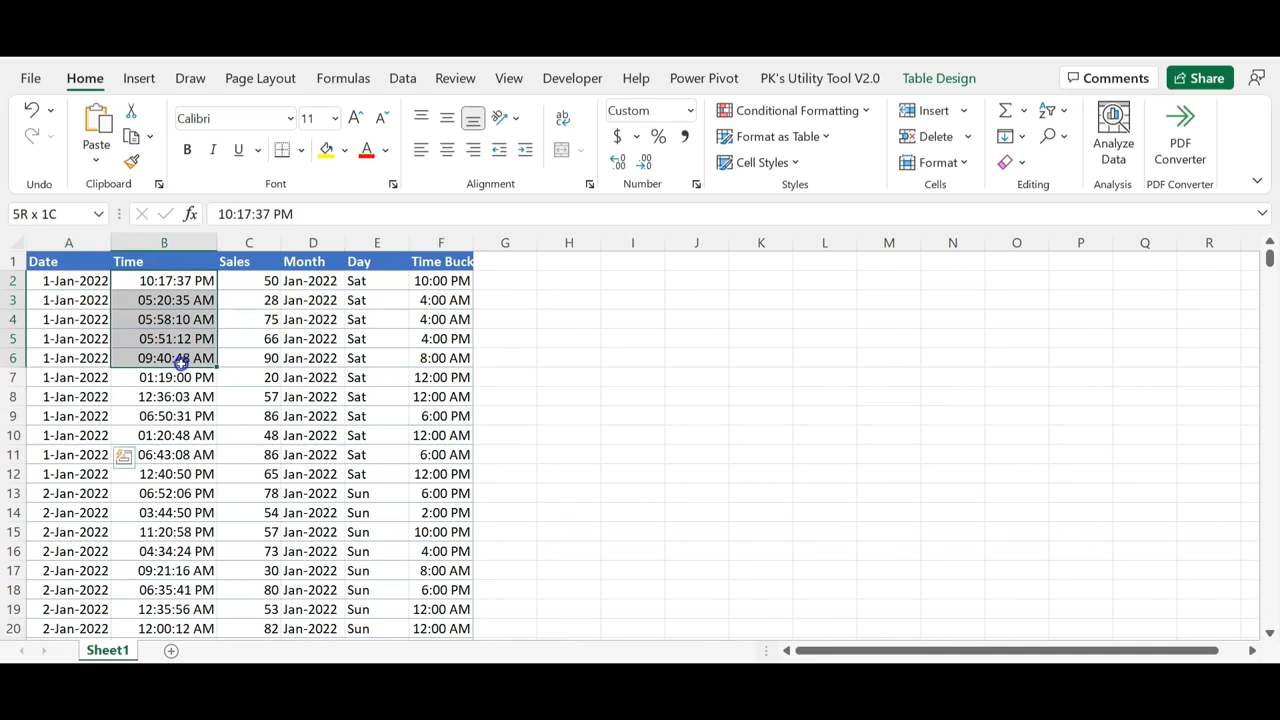 File Home Insert Draw Page Layout Formulas Data Review View Developer Help Power Pivot PK's Utility Tool V2.0 Table Design Comments Share
Calibri 11 Custom Conditional Formatting Insert
Paste Format as Table Delete Analyze Data PDF Converter
B I U A $ % Cell Styles Format
Undo Clipboard Font Alignment Number Styles Cells Editing Analysis PDF Converter
5R x 1C fx 10:17:37 PM
A B C D E F G H I J K L M N O P Q R
1 Date Time Sales Month Day Time Buck
2 1-Jan-2022 10:17:37 PM 50 Jan-2022 Sat 10:00 PM
3 1-Jan-2022 05:20:35 AM 28 Jan-2022 Sat 4:00 AM
4 1-Jan-2022 05:58:10 AM 75 Jan-2022 Sat 4:00 AM
5 1-Jan-2022 05:51:12 PM 66 Jan-2022 Sat 4:00 PM
6 1-Jan-2022 09:40:48 AM 90 Jan-2022 Sat 8:00 AM
7 1-Jan-2022 01:19:00 PM 20 Jan-2022 Sat 12:00 PM
8 1-Jan-2022 12:36:03 AM 57 Jan-2022 Sat 12:00 AM
9 1-Jan-2022 06:50:31 PM 86 Jan-2022 Sat 6:00 PM
10 1-Jan-2022 01:20:48 AM 48 Jan-2022 Sat 12:00 AM
11 1-Jan-2022 06:43:08 AM 86 Jan-2022 Sat 6:00 AM
12 1-Jan-2022 12:40:50 PM 65 Jan-2022 Sat 12:00 PM
13 2-Jan-2022 06:52:06 PM 78 Jan-2022 Sun 6:00 PM
14 2-Jan-2022 03:44:50 PM 54 Jan-2022 Sun 2:00 PM
15 2-Jan-2022 11:20:58 PM 57 Jan-2022 Sun 10:00 PM
16 2-Jan-2022 04:34:24 PM 73 Jan-2022 Sun 4:00 PM
17 2-Jan-2022 09:21:16 AM 30 Jan-2022 Sun 8:00 AM
18 2-Jan-2022 06:35:41 PM 80 Jan-2022 Sun 6:00 PM
19 2-Jan-2022 12:35:56 AM 53 Jan-2022 Sun 12:00 AM
20 2-Jan-2022 12:00:12 AM 82 Jan-2022 Sun 12:00 AM
Sheet1